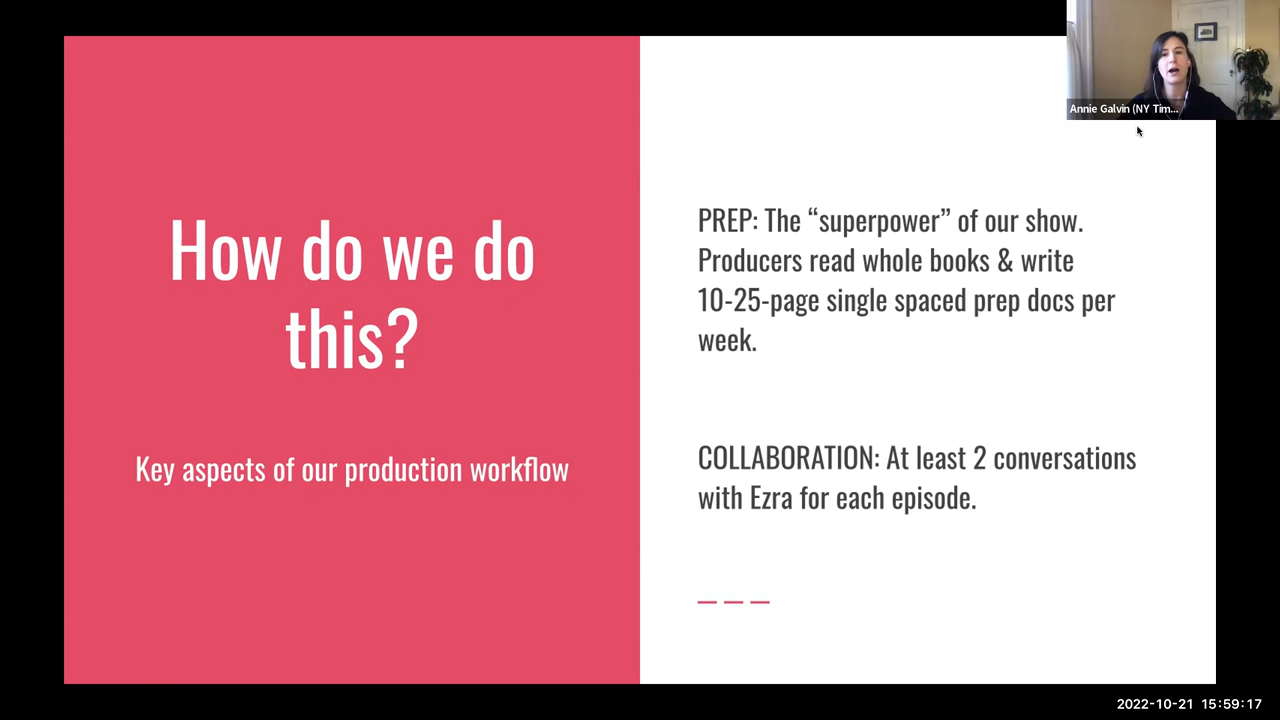 How do we do
this?
Key aspects of our production workflow
PREP: The “superpower” of our show.
Producers read whole books & write
10-25-page single spaced prep docs per
week.
COLLABORATION: At least 2 conversations
with Ezra for each episode.
Annie Galvin (NY Tim...
2022-10-21 15:59:17